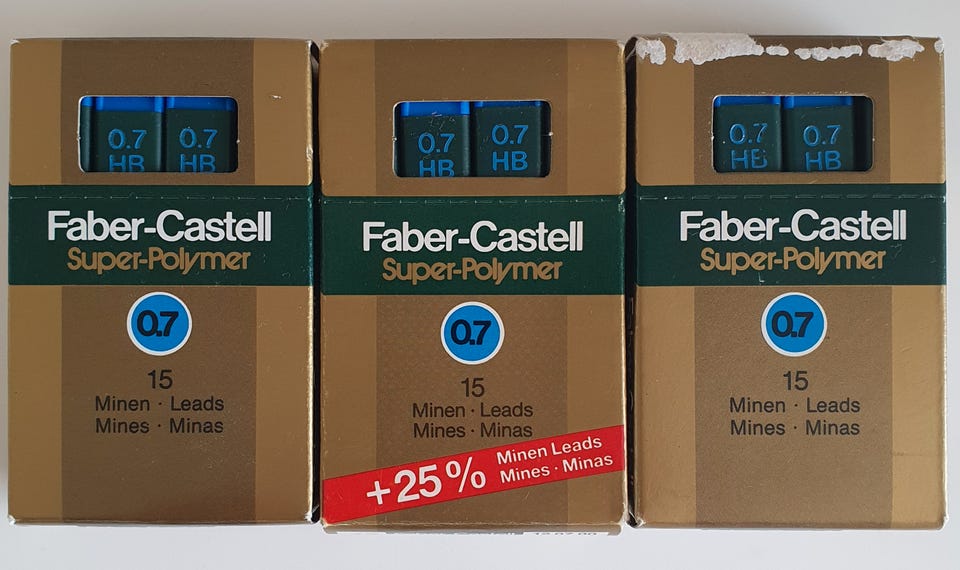 0.7 0.7
HB HB
Faber-Castell
Super-Polymer
0.7
15
Minen · Leads
Mines · Minas
0.7 0.7
HB HB
Faber-Castell
Super-Polymer
0.7
15
Minen · Leads
Mines · Minas
+25% Minen Leads
Mines · Minas
0.7 0.7
HB HB
Faber-Castell
Super-Polymer
0.7
15
Minen · Leads
Mines · Minas